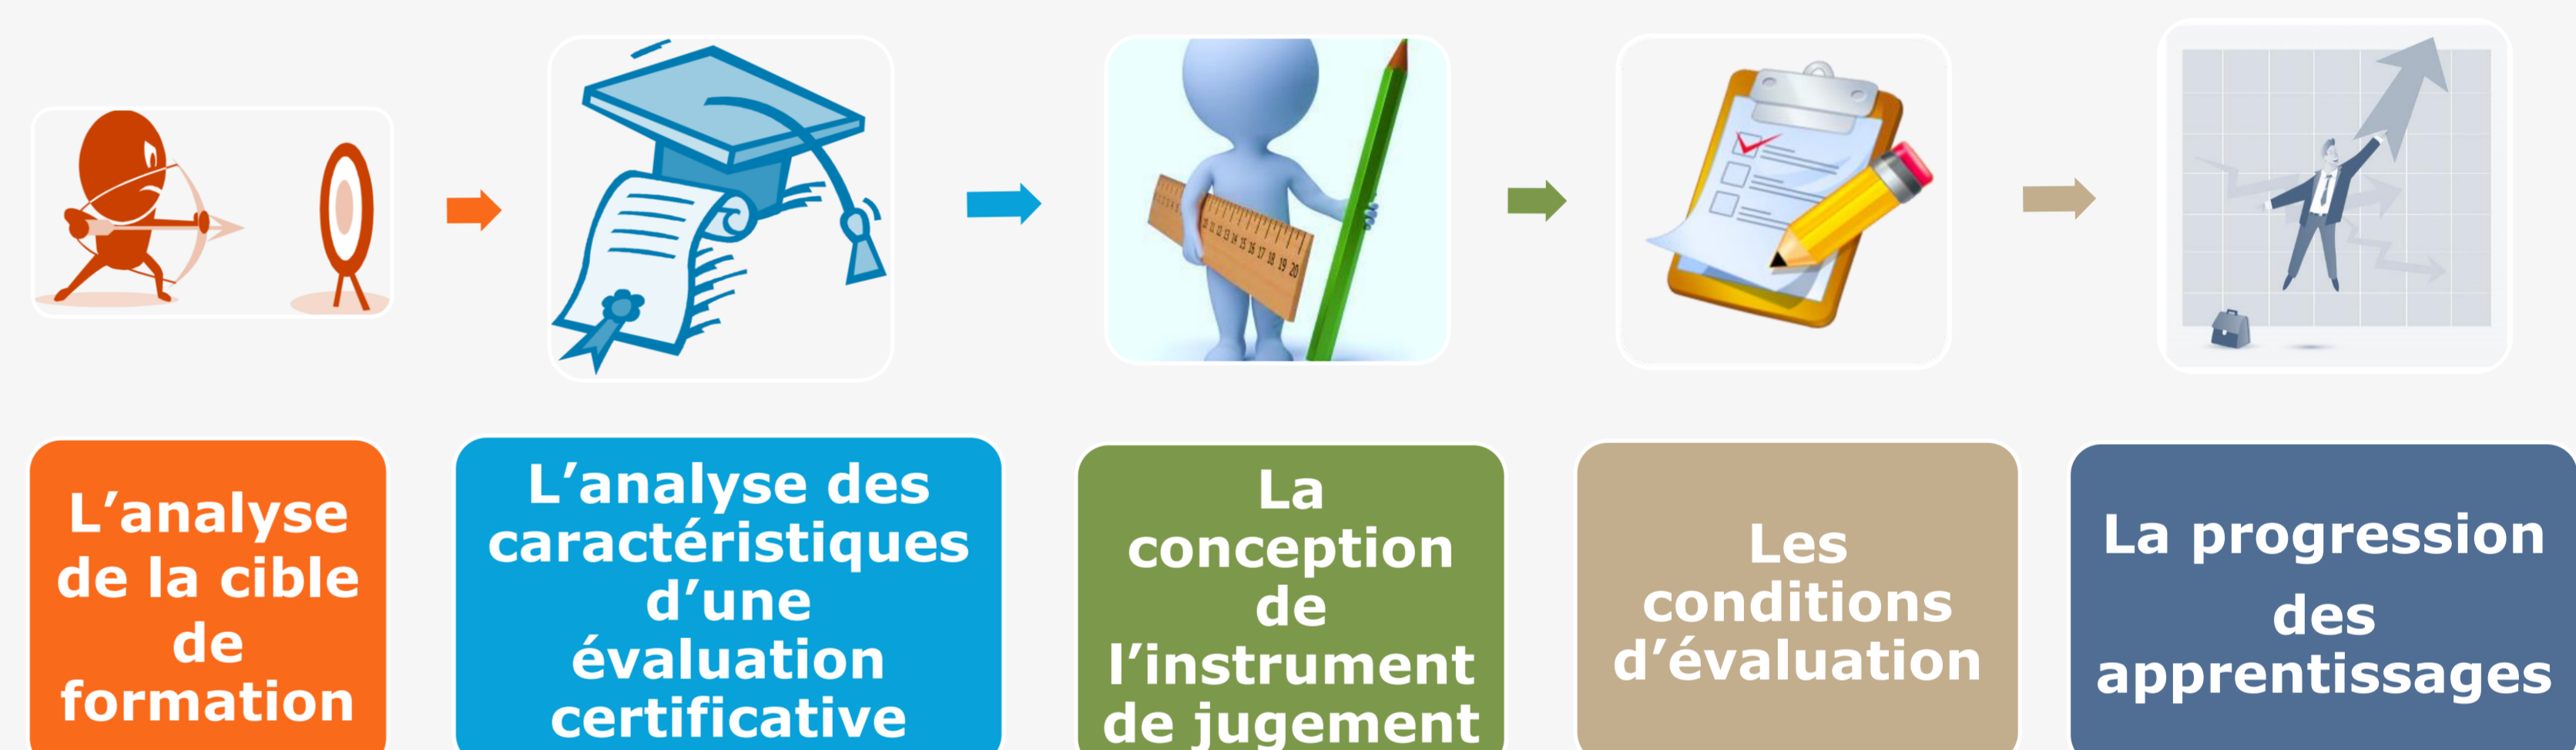 L’analyse
de la cible
de
formation
L’analyse des
caractéristiques
d’une
évaluation
certificative
La
conception
de
l’instrument
de jugement
Les
conditions
d’évaluation
La progression
des
apprentissages